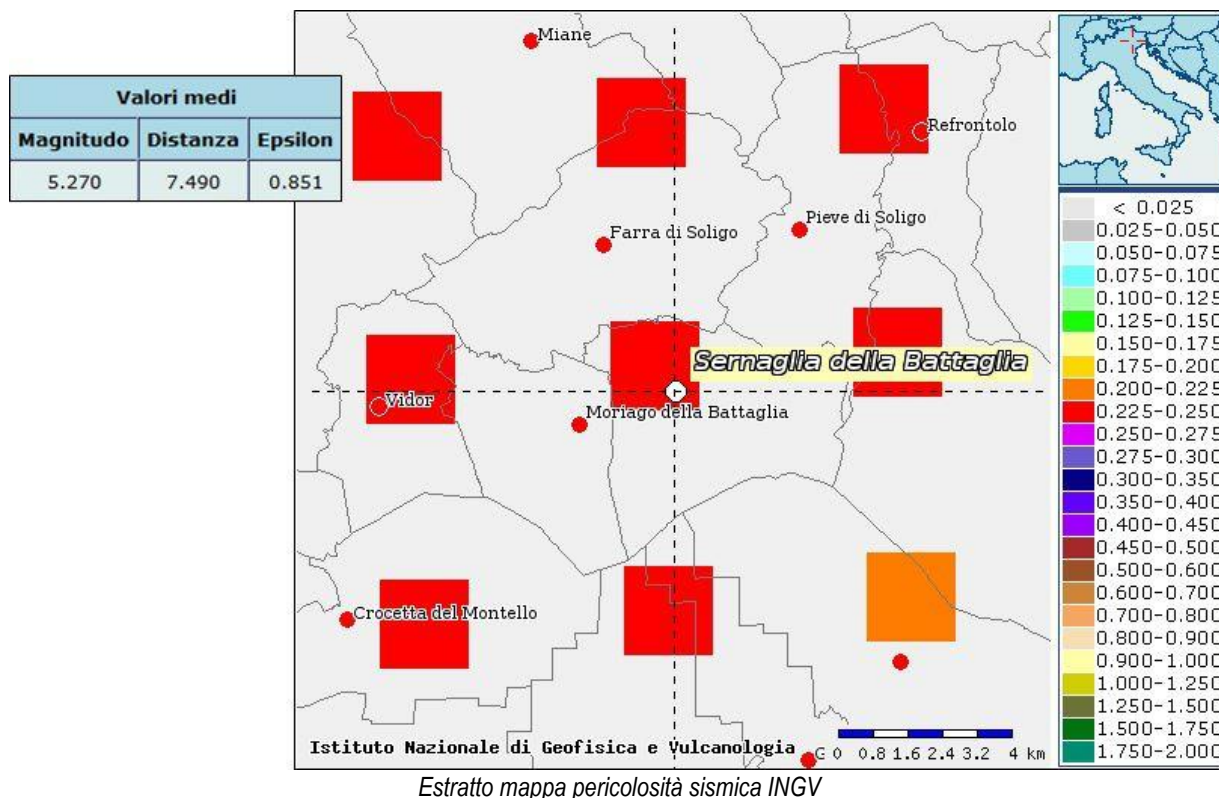 Valori medi
Magnitudo Distanza Epsilon
5.270 7.490 0.851
Miane
Refrontolo
Pieve di Soligo
Farra di Soligo
Sernaglia della Battaglia
Vidor
Moriago della Battaglia
Crocetta del Montello
Istituto Nazionale di Geofisica e Vulcanologia
G 0 0.8 1.6 2.4 3.2 4 km
< 0.025
0.025-0.050
0.050-0.075
0.075-0.100
0.100-0.125
0.125-0.150
0.150-0.175
0.175-0.200
0.200-0.225
0.225-0.250
0.250-0.275
0.275-0.300
0.300-0.350
0.350-0.400
0.400-0.450
0.450-0.500
0.500-0.600
0.600-0.700
0.700-0.800
0.800-0.900
0.900-1.000
1.000-1.250
1.250-1.500
1.500-1.750
1.750-2.000
Estratto mappa pericolosità sismica INGV